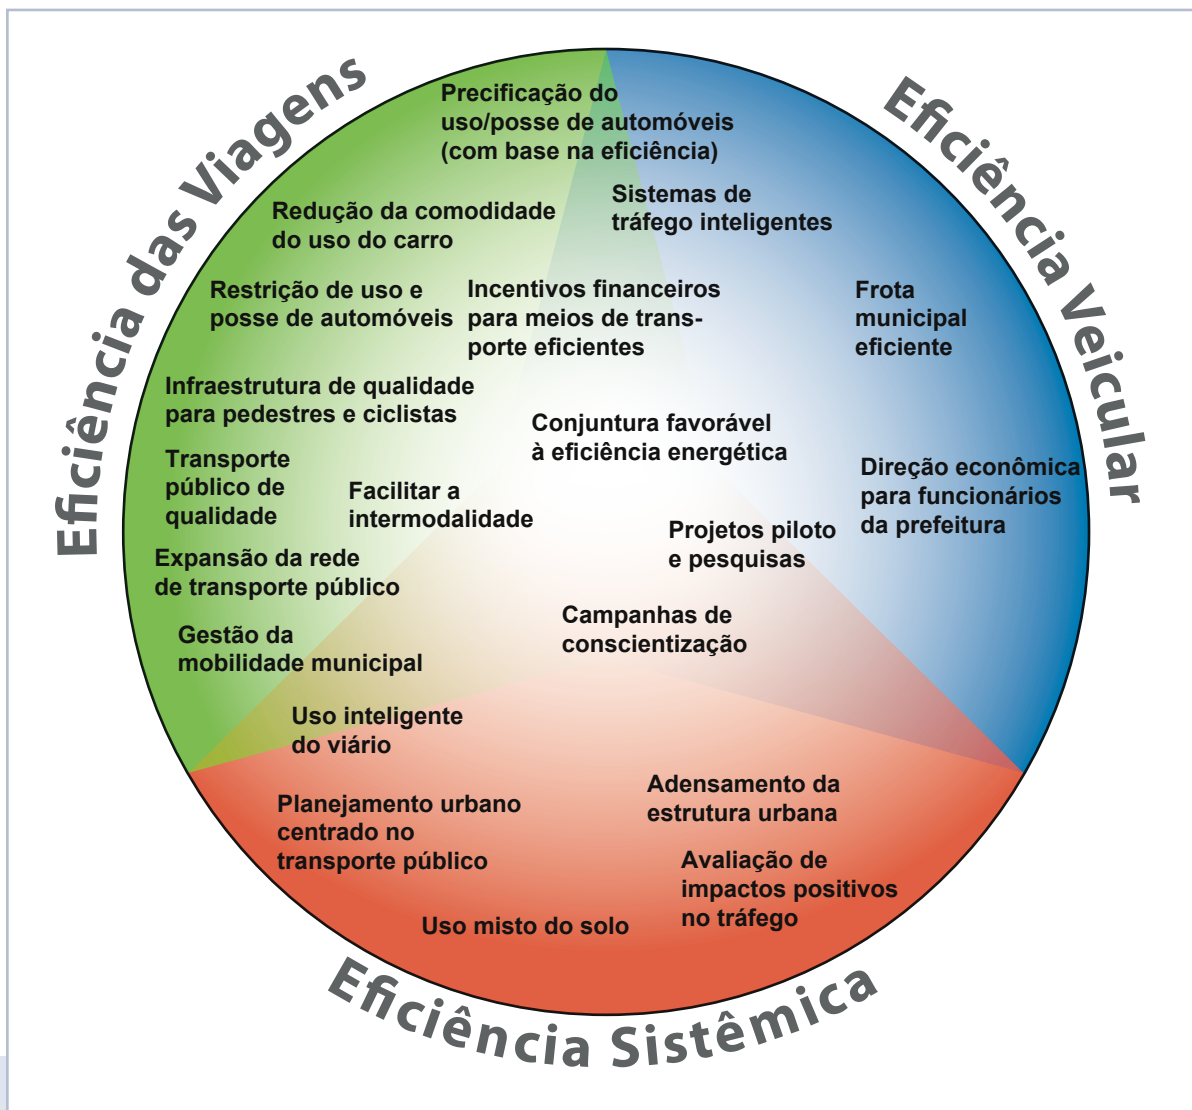 Eficiência das Viagens
Eficiência Veicular
Precificação do
uso/posse de automóveis
(com base na eficiência)
Sistemas de
tráfego inteligentes
Redução da comodidade
do uso do carro
Restrição de uso e
posse de automóveis
Incentivos financeiros
para meios de trans-
porte eficientes
Frota
municipal
eficiente
Infraestrutura de qualidade
para pedestres e ciclistas
Conjuntura favorável
à eficiência energética
Transporte
público de
qualidade
Facilitar a
intermodalidade
Direção econômica
para funcionários
da prefeitura
Projetos piloto
e pesquisas
Expansão da rede
de transporte público
Campanhas de
conscientização
Gestão da
mobilidade municipal
Uso inteligente
do viário
Planejamento urbano
centrado no
transporte público
Adensamento da
estrutura urbana
Avaliação de
impactos positivos
no tráfego
Uso misto do solo
Eficiência Sistêmica